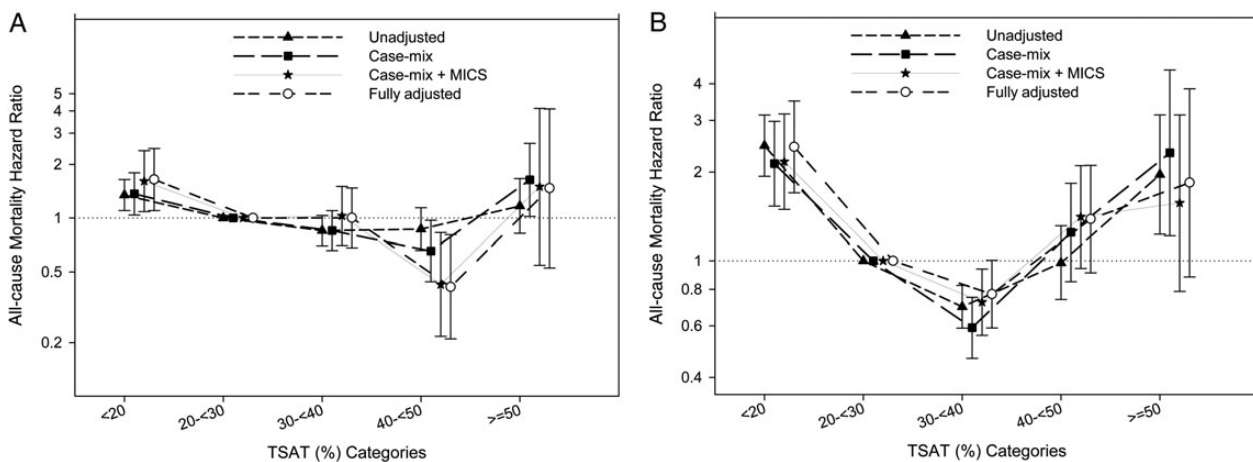 A
Unadjusted
Case-mix
Case-mix + MICS
Fully adjusted
All-cause Mortality Hazard Ratio
5
4
3
2
1
0.5
0.2
<20
20-<30
30-<40
40-<50
>=50
TSAT (%) Categories
B
Unadjusted
Case-mix
Case-mix + MICS
Fully adjusted
All-cause Mortality Hazard Ratio
4
3
2
1
0.8
0.6
0.4
<20
20-<30
30-<40
40-<50
>=50
TSAT (%) Categories